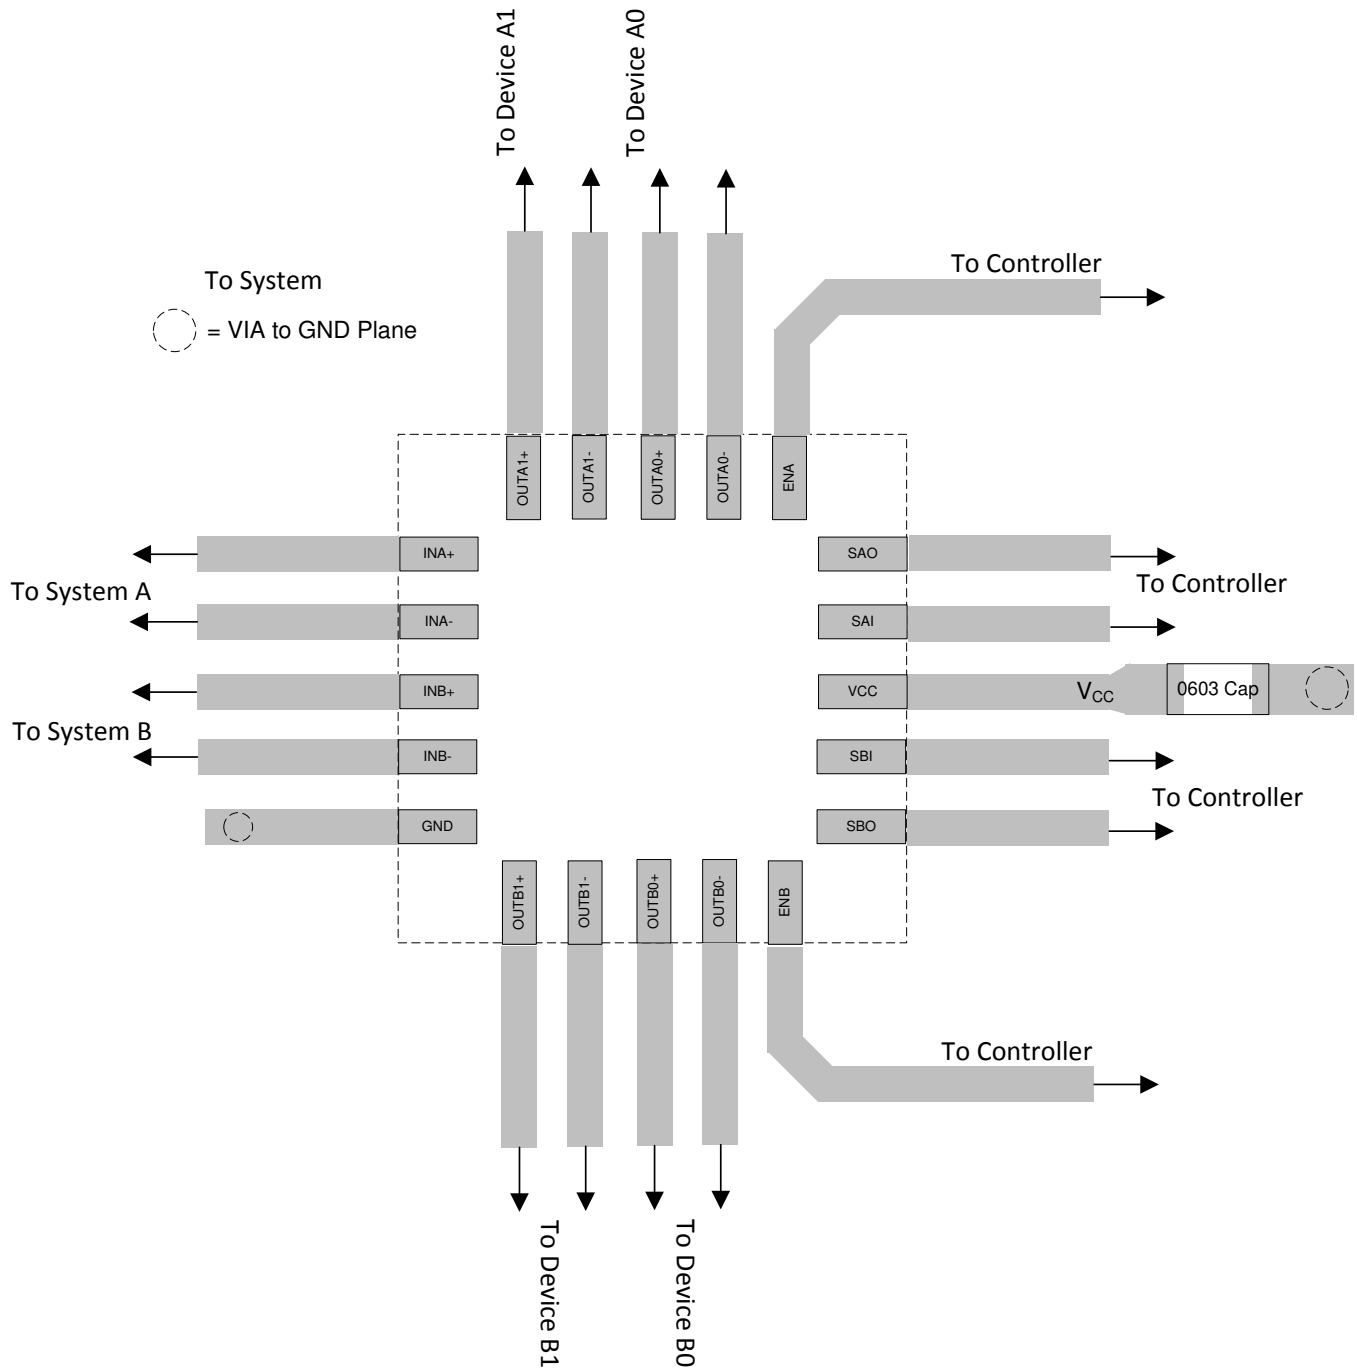 To Device A1
To Device A0
To Controller
To System
= VIA to GND Plane
OUTA1+
OUTA1-
OUTA0+
OUTA0-
ENA
INA+
SAO
To System A
To Controller
INA-
SAI
INB+
VCC
VCC
0603 Cap
To System B
INB-
SBI
To Controller
GND
SBO
OUTB1+
OUTB1-
OUTB0+
OUTB0-
ENB
To Controller
To Device B1
To Device B0